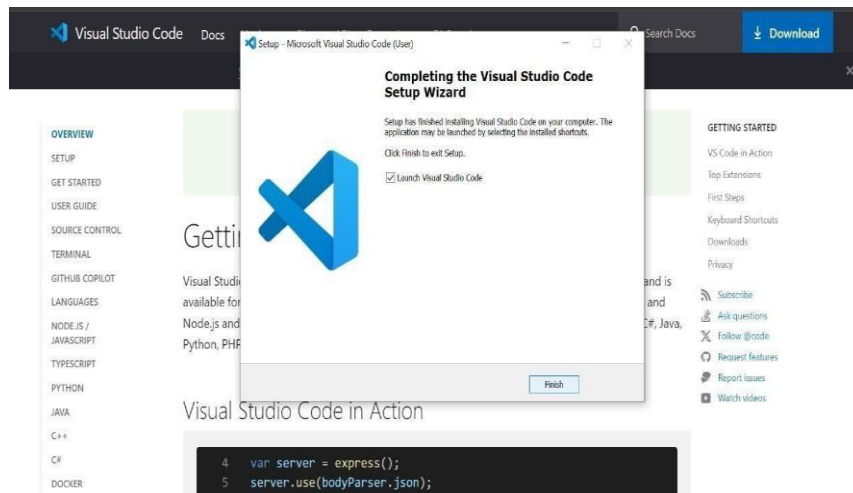 Visual Studio Code Docs
Search Docs
Download
Setup - Microsoft Visual Studio Code (User)
Completing the Visual Studio Code
Setup Wizard
Setup has finished installing Visual Studio Code on your computer. The
application may be launched by selecting the installed shortcuts.
Click Finish to exit Setup.
Launch Visual Studio Code
Finish
OVERVIEW
SETUP
GET STARTED
USER GUIDE
SOURCE CONTROL
TERMINAL
GITHUB COPILOT
LANGUAGES
NODE.JS /
JAVASCRIPT
TYPESCRIPT
PYTHON
JAVA
C++
C#
DOCKER
Getti
Visual Studi and is
available for and
Node.js and C#, Java,
Python, PHP
Visual Studio Code in Action
4 var server = express();
5 server.use(bodyParser.json);
GETTING STARTED
VS Code in Action
Top Extensions
First Steps
Keyboard Shortcuts
Downloads
Privacy
Subscribe
Ask questions
Follow @code
Request features
Report issues
Watch videos